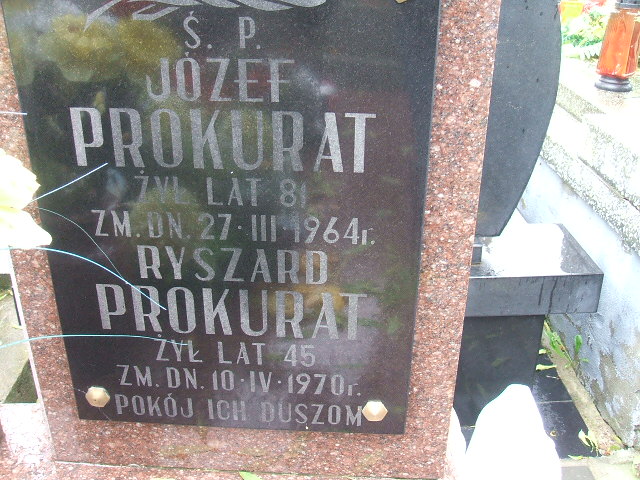 Ś. P.
JÓZEF
PROKURAT
ŻYŁ LAT 81
ZM. DN. 27·III·1964r.
RYSZARD
PROKURAT
ŻYŁ LAT 45
ZM. DN. 10·IV·1970r.
POKÓJ ICH DUSZOM